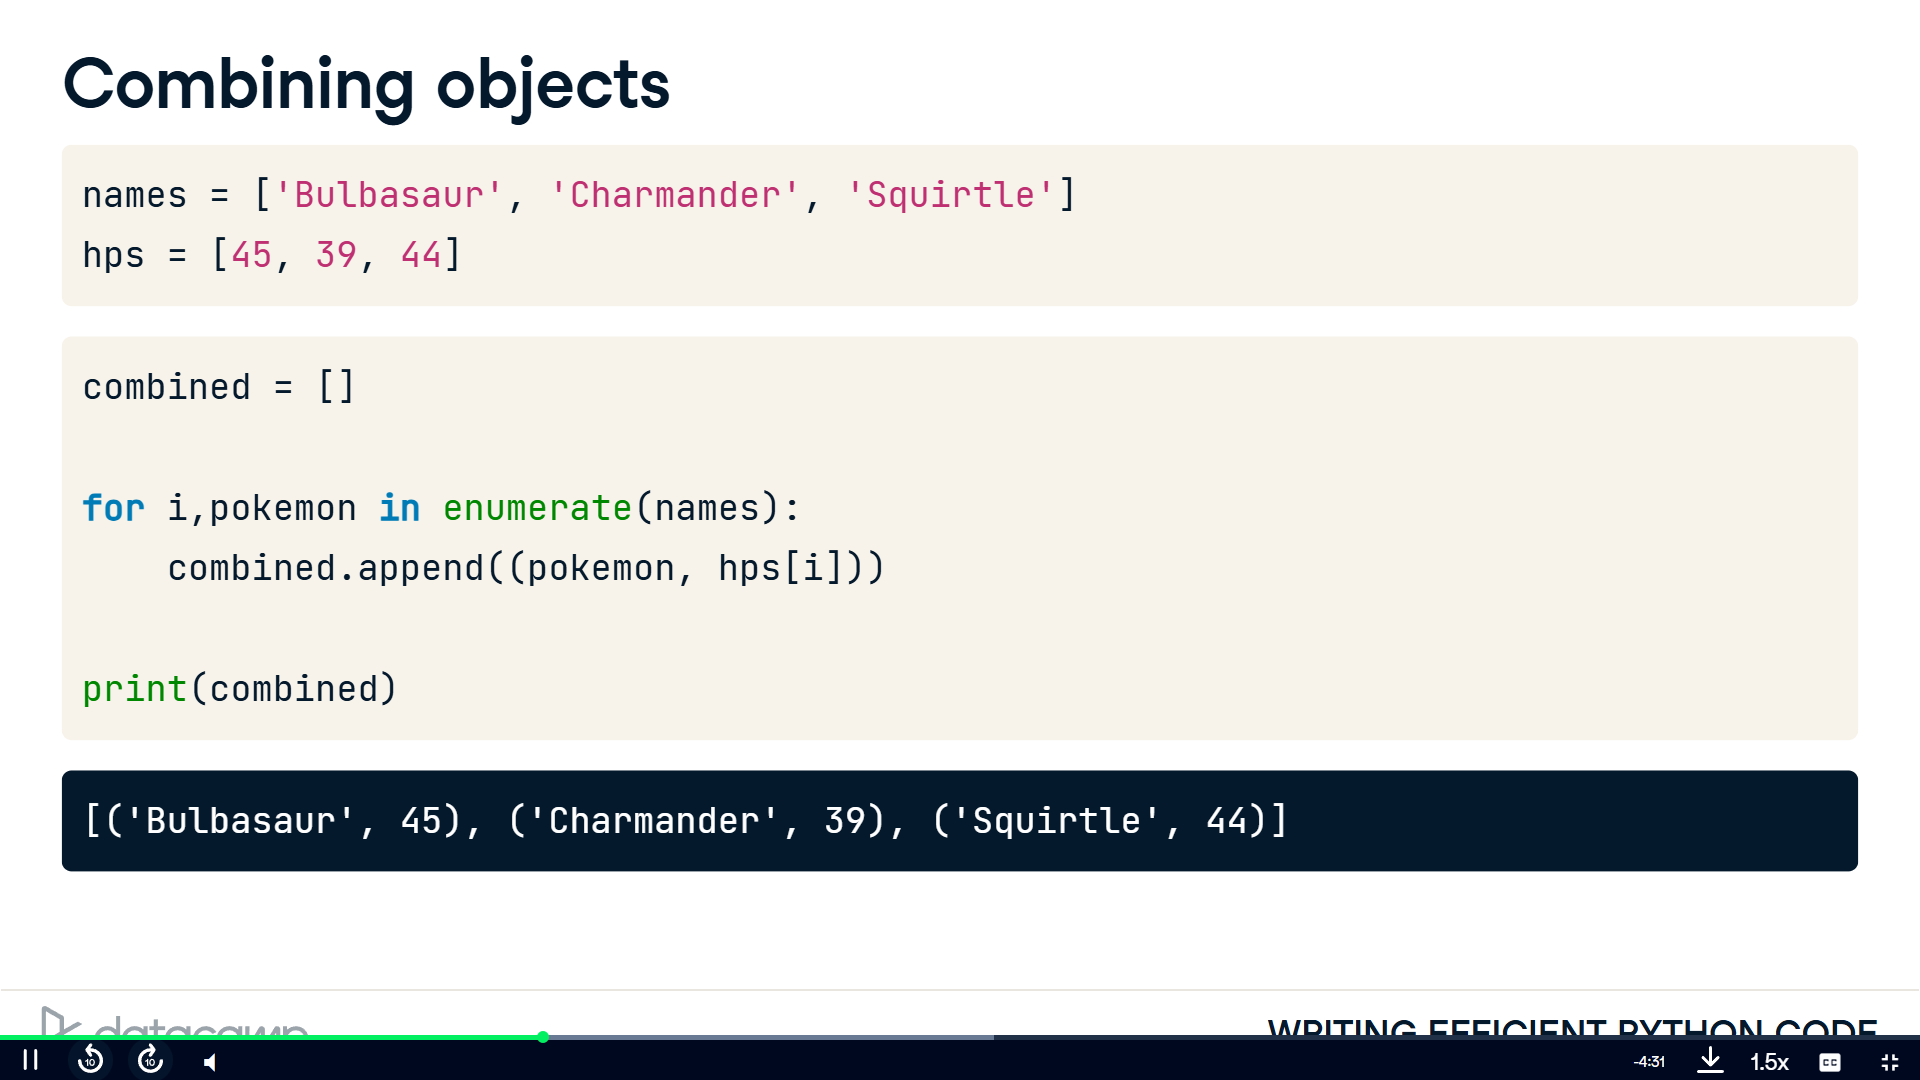 Combining objects
names = ['Bulbasaur', 'Charmander', 'Squirtle']
hps = [45, 39, 44]
combined = []
for i,pokemon in enumerate(names):
    combined.append((pokemon, hps[i]))
print(combined)
[('Bulbasaur', 45), ('Charmander', 39), ('Squirtle', 44)]
datacamp
WRITING EFFICIENT PYTHON CODE
10 10 -4:31 1.5x CC